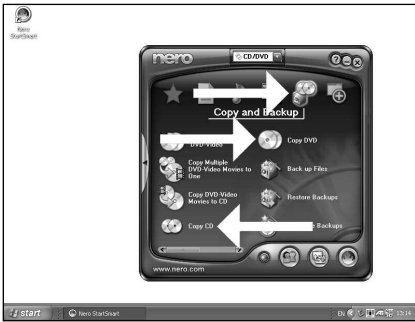 Nero
StartSmart
nero
CD/DVD
Copy and Backup
DVD-Video
Copy DVD
Copy Multiple
DVD-Video Movies to
One
Back up Files
Copy DVD-Video
Movies to CD
Restore Backups
Copy CD
Backups
www.nero.com
start
Nero StartSmart
EN
13:14